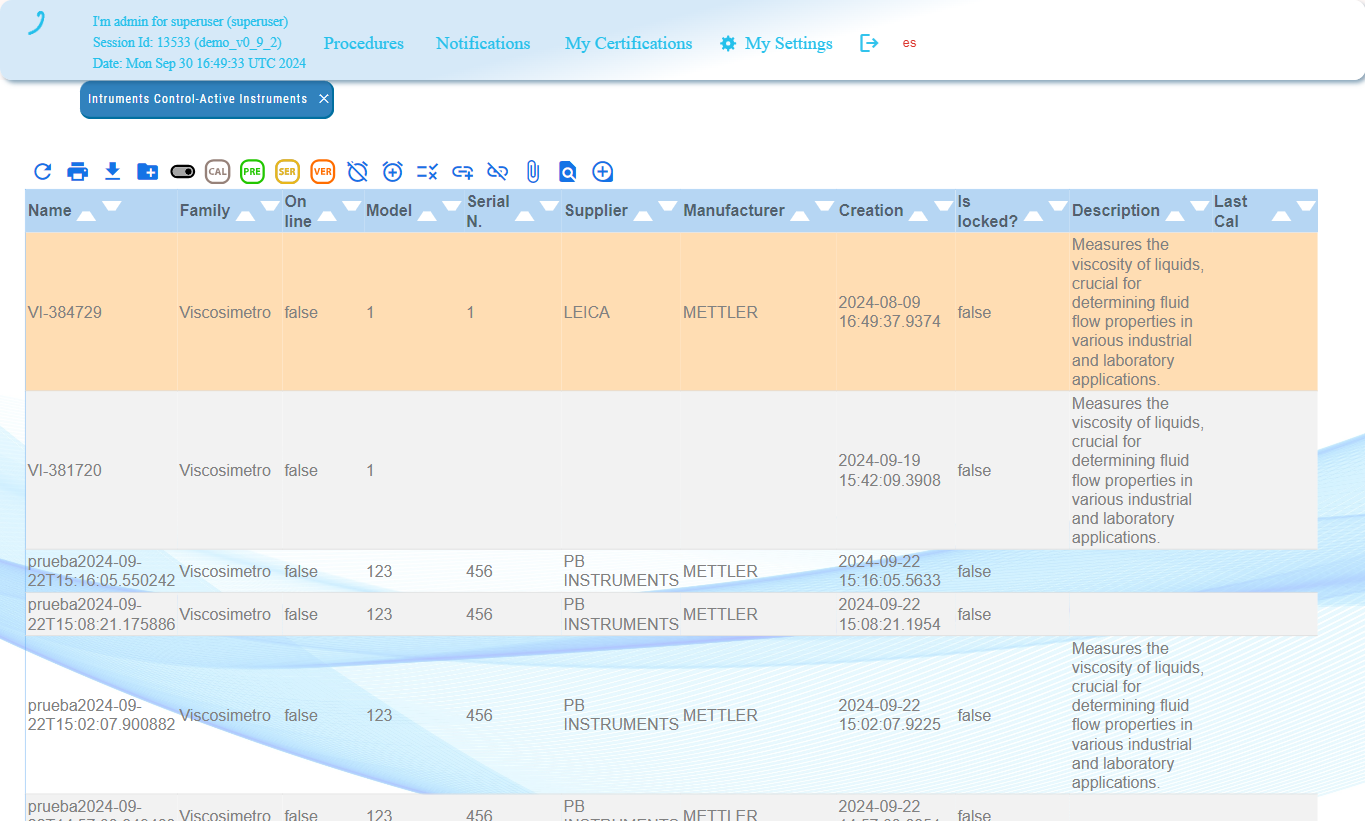 I'm admin for superuser (superuser)
Session Id: 13533 (demo_v0_9_2)
Date: Mon Sep 30 16:49:33 UTC 2024
Procedures
Notifications
My Certifications
My Settings
es
Intruments Control-Active Instruments
CAL
PRE
SER
VER
Name
Family
On
line
Model
Serial
N.
Supplier
Manufacturer
Creation
Is
locked?
Description
Last
Cal
VI-384729
Viscosimetro
false
1
1
LEICA
METTLER
2024-08-09
16:49:37.9374
false
Measures the
viscosity of liquids,
crucial for
determining fluid
flow properties in
various industrial
and laboratory
applications.
VI-381720
Viscosimetro
false
1
2024-09-19
15:42:09.3908
false
Measures the
viscosity of liquids,
crucial for
determining fluid
flow properties in
various industrial
and laboratory
applications.
prueba2024-09-
22T15:16:05.550242
Viscosimetro
false
123
456
PB
INSTRUMENTS
METTLER
2024-09-22
15:16:05.5633
false
prueba2024-09-
22T15:08:21.175886
Viscosimetro
false
123
456
PB
INSTRUMENTS
METTLER
2024-09-22
15:08:21.1954
false
prueba2024-09-
22T15:02:07.900882
Viscosimetro
false
123
456
PB
INSTRUMENTS
METTLER
2024-09-22
15:02:07.9225
false
Measures the
viscosity of liquids,
crucial for
determining fluid
flow properties in
various industrial
and laboratory
applications.
prueba2024-09-
Viscosimetro
false
123
456
PB
INSTRUMENTS
METTLER
2024-09-22
false